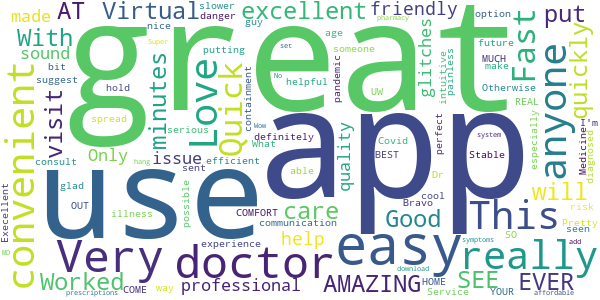 made
AT
Virtual
excellent
friendly
slower
danger
option
put
nice
guy
age
With
sound
bit
suggest
hold
putting
someone
future
make
MUCH
Otherwise
Fast
quickly
great
minutes
Love
Quick
visit
convenient
Super
spread
serious
containment
set
No
helpful
pandemic
UW
pharmacy
glitches
intuitive
painless
REAL
anyone
Only
issue
definitely
What
Wow
quality
Covid
BEST
perfect
system
Stable
especially
Medicine
I'm
diagnosed
consult
hang
sent
efficient
able
Dr
use
app
glad
OUT
illness
possible
COMFORT
care
communication
Bravo
cool
Good
This
will
risk
Pretty
seen
Execellent
MD
Very
doctor
experience
help
easy
symptoms
SO
really
add
Worked
COME
way
professional
AMAZING
HOME
download
SEE
Service
YOUR
EVER
affordable
prescriptions